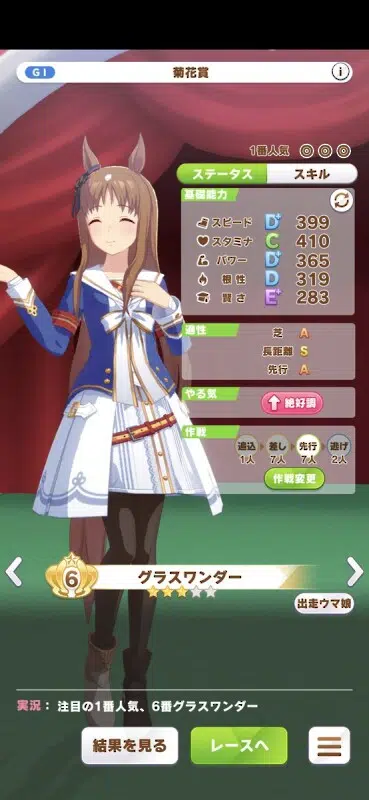 GI
菊花賞
1番人気 ◎◎◎
ステータス スキル
基礎能力
スピード D+ 399
スタミナ C 410
パワー D+ 365
根性 D 319
賢さ E+ 283
適性
芝 A
長距離 S
先行 A
やる気
絶好調
作戦
追込 差し 先行 逃げ
1人 7人 7人 2人
作戦変更
6
グラスワンダー
出走ウマ娘
実況： 注目の1番人気、6番グラスワンダー
結果を見る レースへ